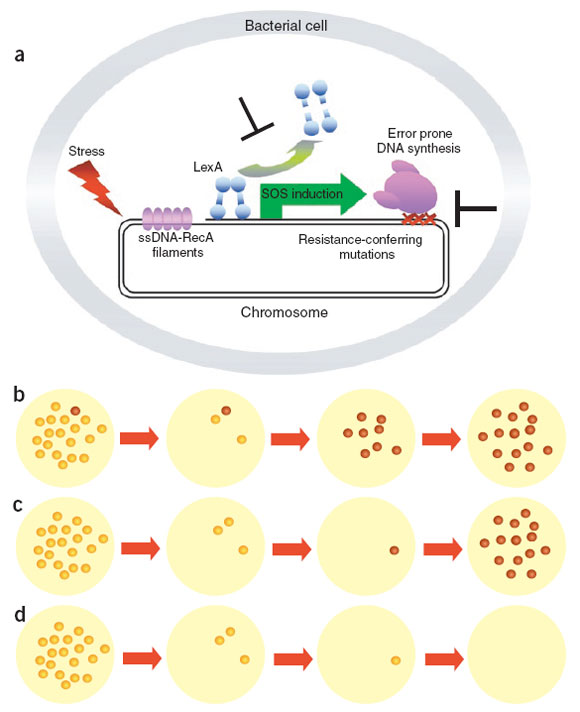 Bacterial cell
a
Stress
LexA
Error prone
DNA synthesis
SOS induction
ssDNA-RecA
filaments
Resistance-conferring
mutations
Chromosome
b
c
d